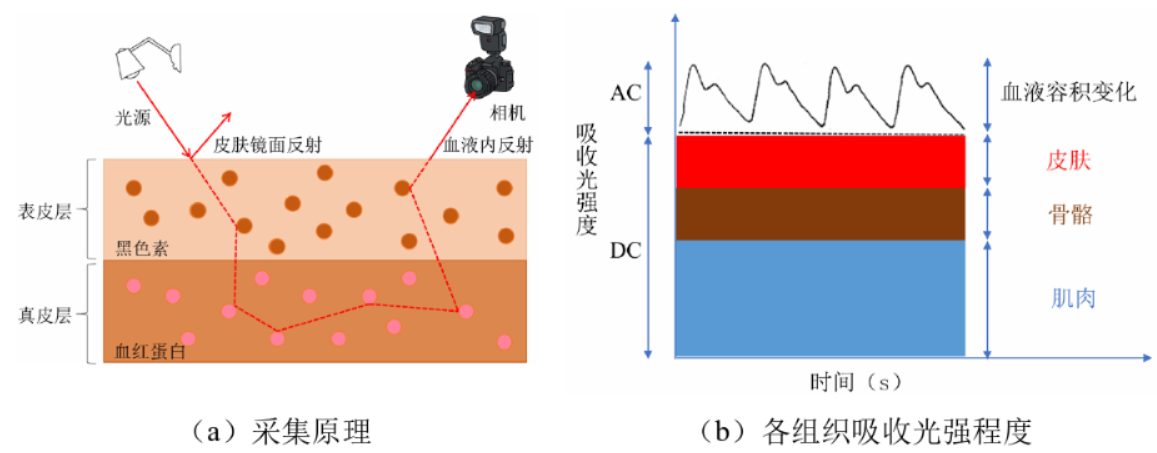 光源
相机
皮肤镜面反射
血液内反射
表皮层
黑色素
真皮层
血红蛋白
（a）采集原理
AC
DC
吸收光强度
血液容积变化
皮肤
骨骼
肌肉
时间（s）
（b）各组织吸收光强程度